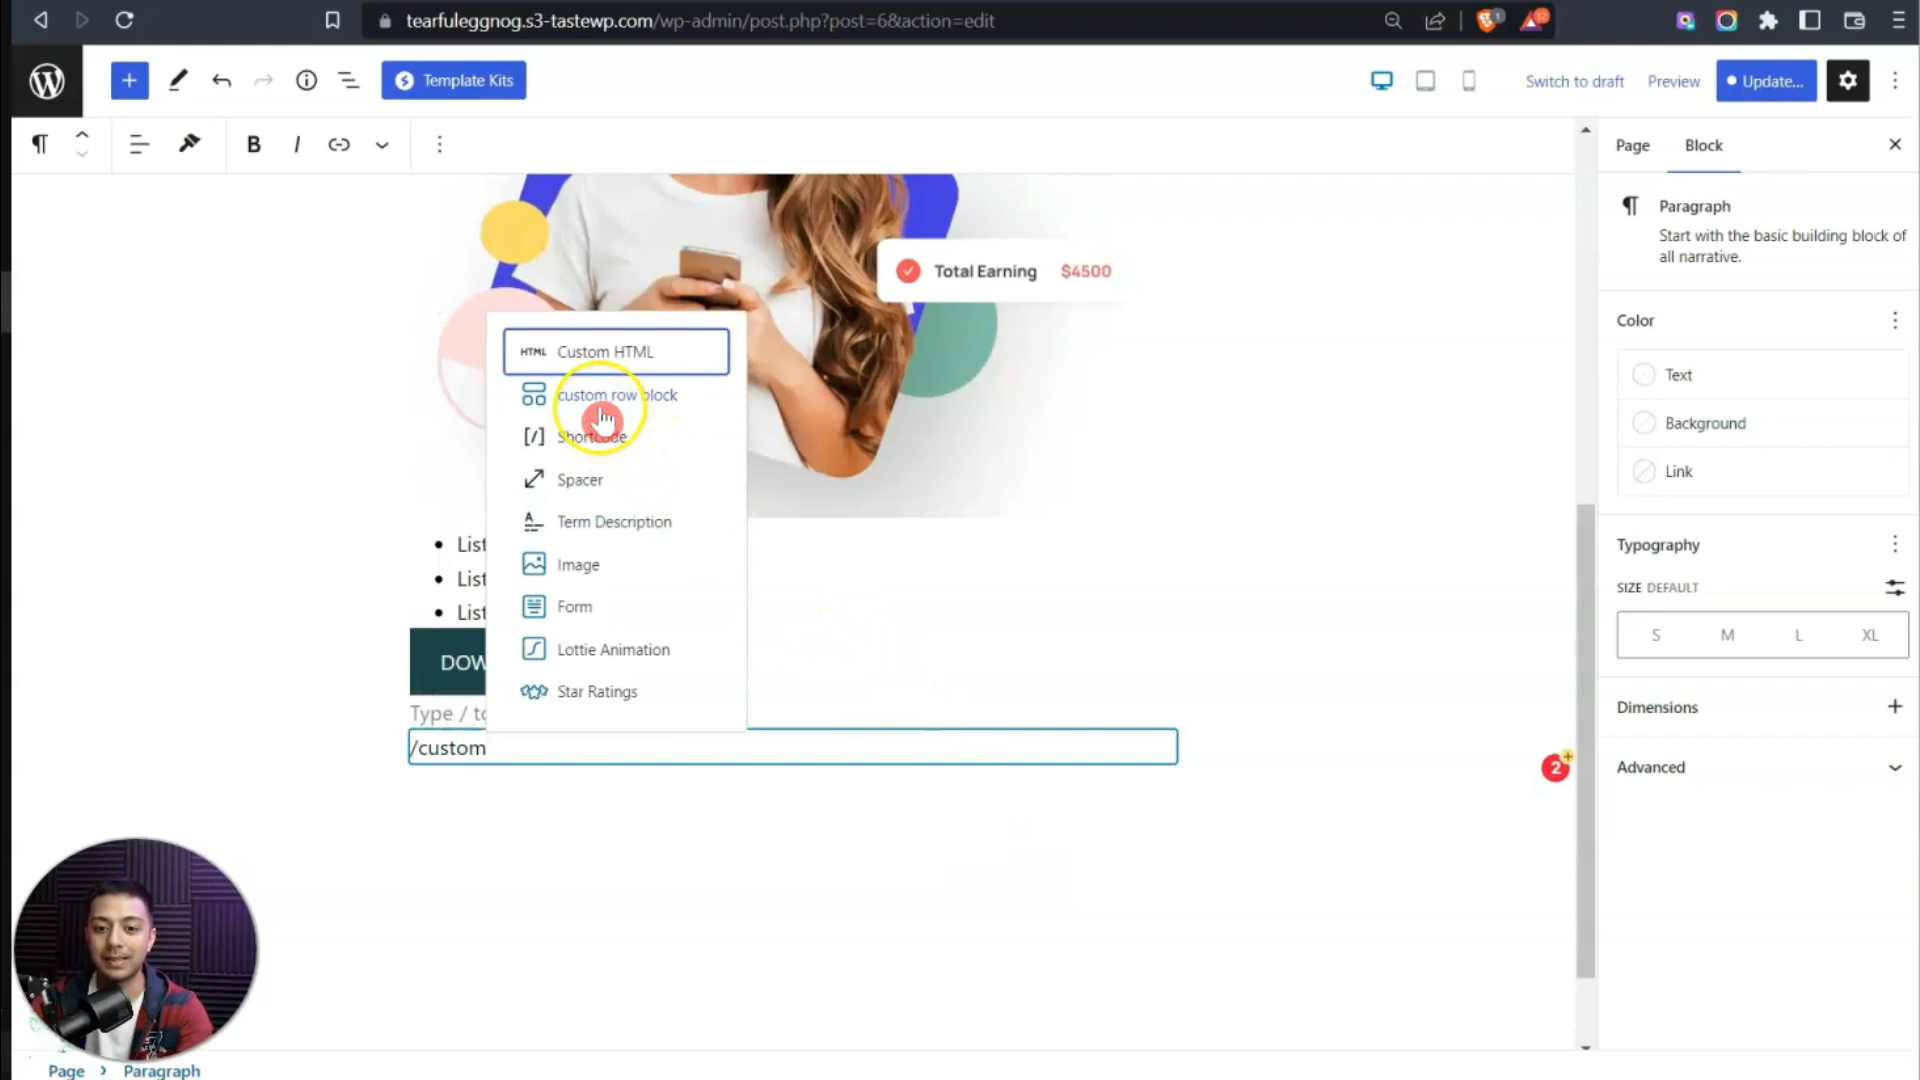 tearfuleggnog.s3-tastewp.com/wp-admin/post.php?post=6&action=edit
1
12
Template Kits
Switch to draft
Preview
Update...
B
I
Page
Block
Paragraph
Start with the basic building block of
all narrative.
Total Earning $4500
Color
Text
Background
Link
HTML Custom HTML
custom row block
[/] Shortcode
Spacer
Term Description
Image
Form
Lottie Animation
Star Ratings
List
List
List
DOW
Type / to
/custom
Typography
SIZE DEFAULT
S M L XL
Dimensions
Advanced
2
Page > Paragraph